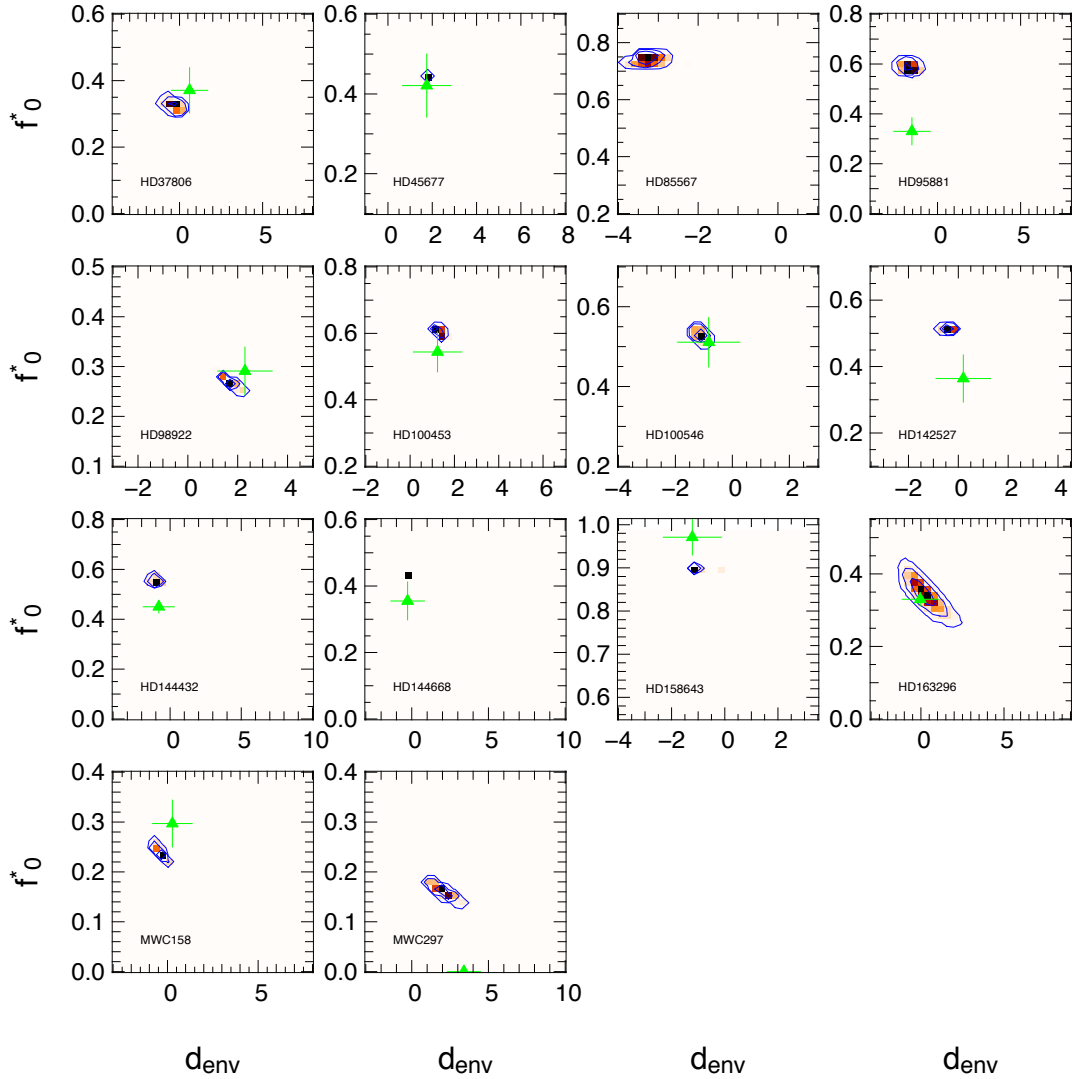 0.6 0.6 1.0 0.8
0.4 0.4 0.8 0.6
0.2 0.2 0.6 0.4
0.0 0.4 0.2
0.2 0.0
f*0
HD37806 HD45677 HD85567 HD95881
0 5 0 2 4 6 8 −4 −2 0 0 5
0.5 0.8 0.8 0.6
0.4 0.6 0.6 0.4
0.3 0.4 0.4 0.2
0.2 0.2 0.2
0.1
f*0
HD98922 HD100453 HD100546 HD142527
−2 0 2 4 0 2 4 6 −2 0 2 −2 0 2 4
0.8 0.6 1.0 0.4
0.6 0.4 0.9 0.2
0.4 0.2 0.8 0.0
0.2 0.0 0.7
0.0 0.6
f*0
HD144432 HD144668 HD158643 HD163296
0 5 10 0 5 10 −4 −2 0 2 0 5
0.4 0.4
0.3 0.3
0.2 0.2
0.1 0.1
0.0 0.0
f*0
MWC158 MWC297
0 5 0 5 10
denv denv denv denv